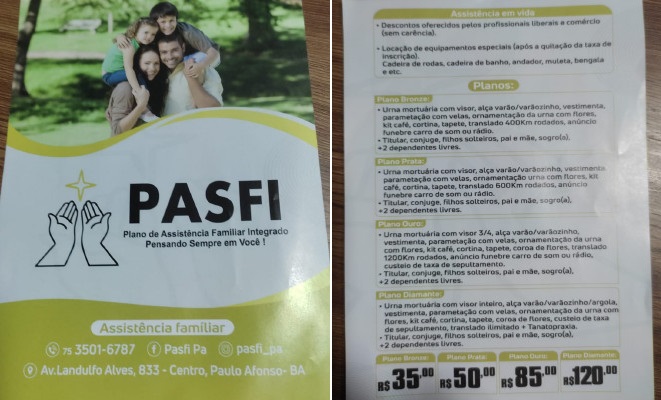 PASFI
Plano de Assistência Familiar Integrado
Pensando Sempre em Você !
Assistência famíliar
75 3501-6787 Pasfi Pa pasfi_pa
Av.Landulfo Alves, 833 - Centro, Paulo Afonso- BA
Assistência em vida
• Descontos oferecidos pelos profissionais liberais e comércio
(sem carência).
• Locação de equipamentos especiais (após a quitação da taxa de
inscrição).
Cadeira de rodas, cadeira de banho, andador, muleta, bengala
e etc.
Planos:
Plano Bronze:
• Urna mortuária com visor, alça varão/varãozinho, vestimenta,
parametação com velas, ornamentação da urna com flores,
kit café, cortina, tapete, translado 400Km rodados, anúncio
funebre carro de som ou rádio.
• Titular, conjuge, filhos solteiros, pai e mãe, sogro(a),
+2 dependentes livres.
Plano Prata:
• Urna mortuária com visor, alça varão/varãozinho, vestimenta
parametação com velas, ornamentação urna com flores, kit
café, cortina, tapete, translado 600Km rodados, anúncio
funebre carro de som ou rádio.
• Titular, conjuge, filhos solteiros, pai e mãe, sogro(a),
+2 dependentes livres.
Plano Ouro:
• Urna mortuária com visor 3/4, alça varão/varãozinho,
vestimenta, parametação com velas, ornamentação da urna
com flores, kit café, cortina, tapete, coroa de flores, translado
1200Km rodados, anúncio funebre carro de som ou rádio,
custeio de taxa de sepultamento.
• Titular, conjuge, filhos solteiros, pai e mãe, sogro(a),
+2 dependentes livres.
Plano Diamante:
• Urna mortuária com visor inteiro, alça varão/varãozinho/argola,
vestimenta, parametação com velas, ornamentação da urna com
flores, kit café, cortina, tapete, coroa de flores, custeio de taxa
de sepultamento, translado ilimitado + Tanatopraxia.
• Titular, conjuge, filhos solteiros, pai e mãe, sogro(a),
+2 dependentes livres.
Plano Bronze: Plano Prata: Plano Ouro: Plano Diamante:
R$ 35,00 R$ 50,00 R$ 85,00 R$ 120,00